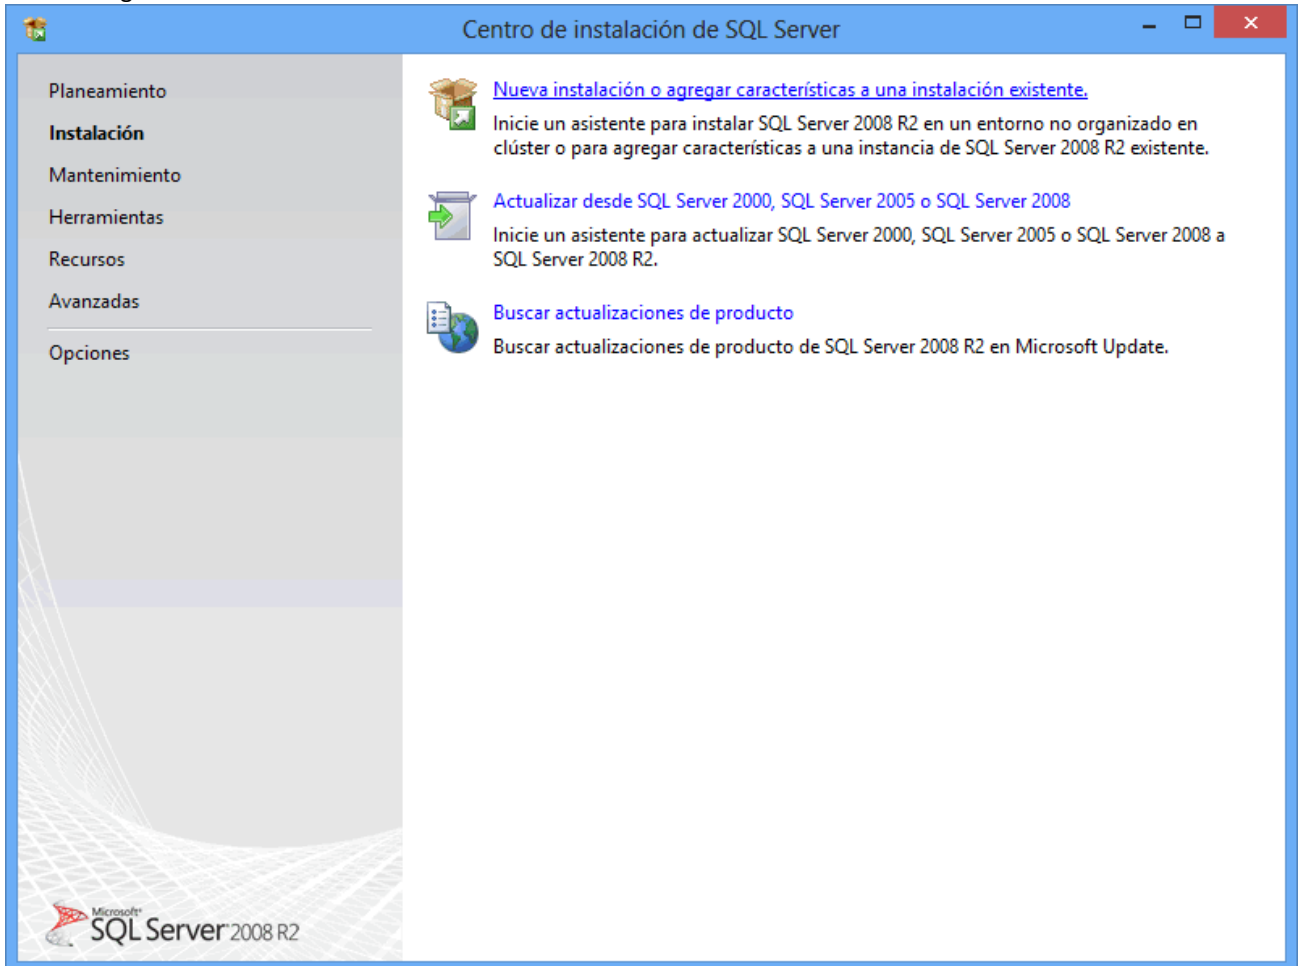 Centro de instalación de SQL Server
Planeamiento
Instalación
Mantenimiento
Herramientas
Recursos
Avanzadas
Opciones
Nueva instalación o agregar características a una instalación existente.
Inicie un asistente para instalar SQL Server 2008 R2 en un entorno no organizado en
clúster o para agregar características a una instancia de SQL Server 2008 R2 existente.
Actualizar desde SQL Server 2000, SQL Server 2005 o SQL Server 2008
Inicie un asistente para actualizar SQL Server 2000, SQL Server 2005 o SQL Server 2008 a
SQL Server 2008 R2.
Buscar actualizaciones de producto
Buscar actualizaciones de producto de SQL Server 2008 R2 en Microsoft Update.
Microsoft
SQL Server 2008 R2